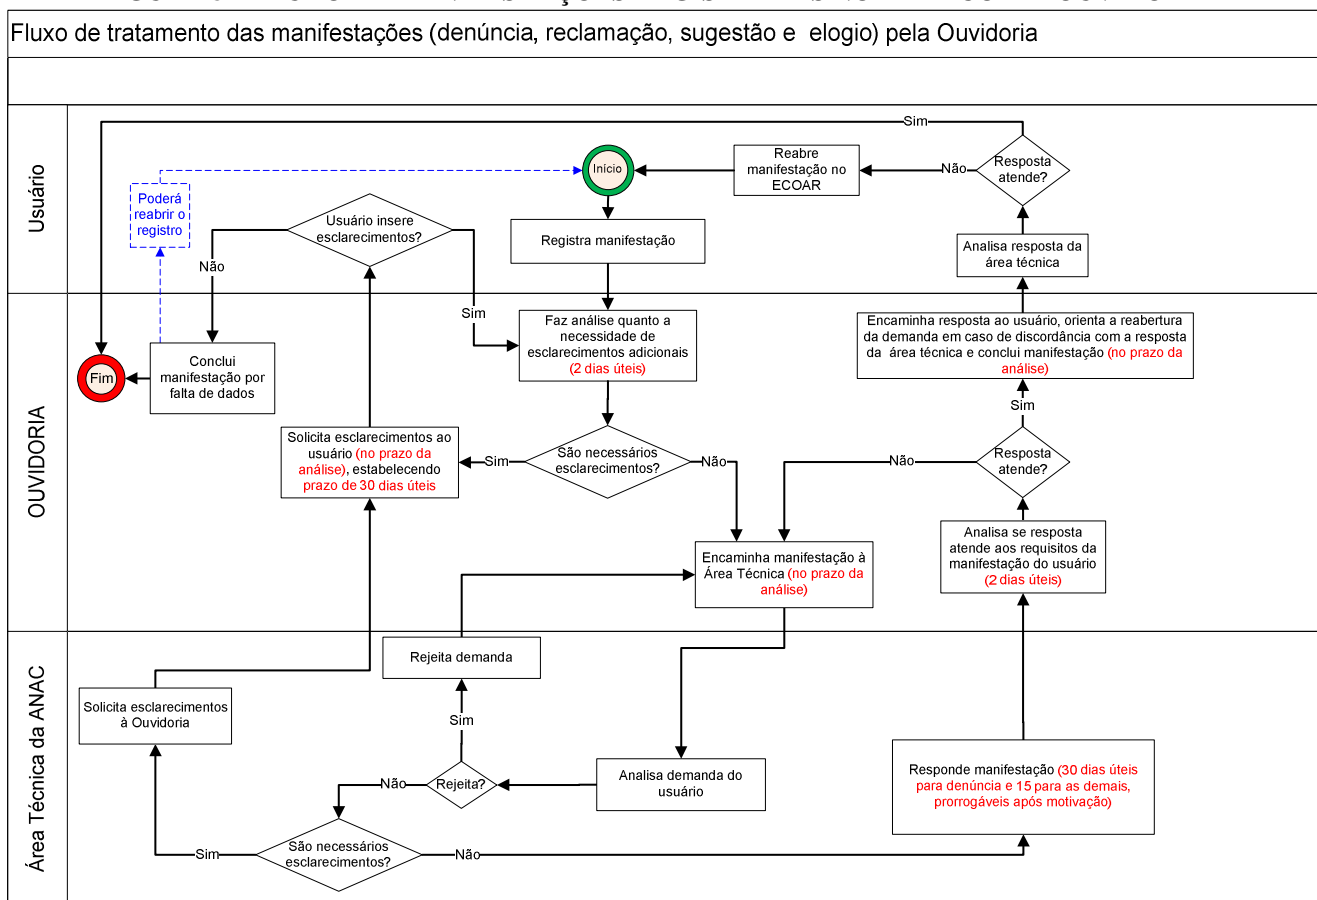 Fluxo de tratamento das manifestações (denúncia, reclamação, sugestão e elogio) pela Ouvidoria
Usuário
Sim
Início
Reabre
manifestação no
ECOAR
Não
Resposta
atende?
Poderá
reabrir o
registro
Usuário insere
esclarecimentos?
Registra manifestação
Analisa resposta da
área técnica
Não
Sim
OUVIDORIA
Faz análise quanto a
necessidade de
esclarecimentos adicionais
(2 dias úteis)
Encaminha resposta ao usuário, orienta a reabertura
da demanda em caso de discordância com a resposta
da área técnica e conclui manifestação (no prazo da
análise)
Fim
Conclui
manifestação por
falta de dados
Sim
Solicita esclarecimentos ao
usuário (no prazo da
análise), estabelecendo
prazo de 30 dias úteis
Sim
São necessários
esclarecimentos?
Não
Não
Resposta
atende?
Analisa se resposta
atende aos requisitos da
manifestação do usuário
(2 dias úteis)
Encaminha manifestação à
Área Técnica (no prazo da
análise)
Área Técnica da ANAC
Rejeita demanda
Solicita esclarecimentos
à Ouvidoria
Sim
Não
Rejeita?
Analisa demanda do
usuário
Responde manifestação (30 dias úteis
para denúncia e 15 para as demais,
prorrogáveis após motivação)
Sim
São necessários
esclarecimentos?
Não